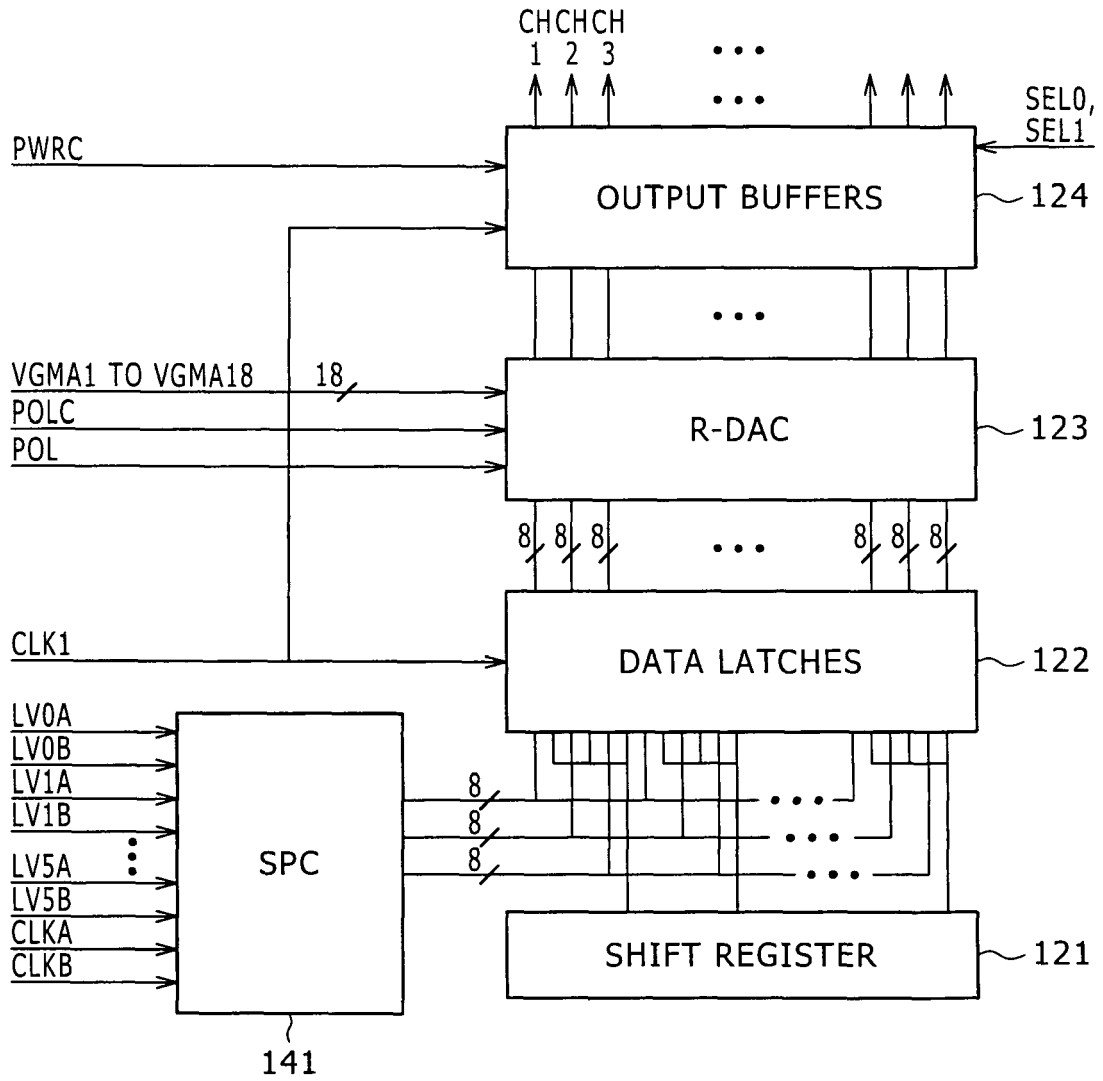 CH CH CH
1 2 3
SEL0,
SEL1
PWRC
OUTPUT BUFFERS
124
VGMA1 TO VGMA18 18
POLC
POL
R-DAC
123
8 8 8 8 8 8
CLK1
DATA LATCHES
122
LV0A
LV0B
LV1A
LV1B
LV5A
LV5B
CLKA
CLKB
SPC
8
8
8
SHIFT REGISTER
121
141